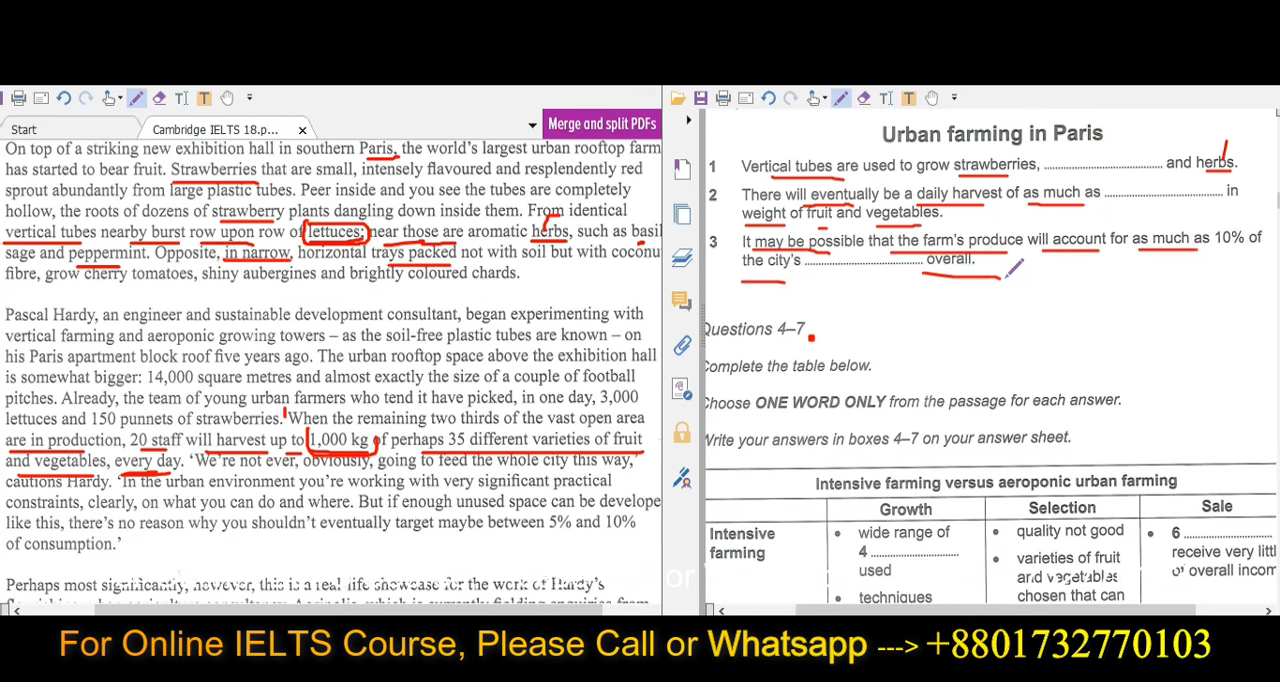 Start
Cambridge IELTS 18.p...
Merge and split PDFs
On top of a striking new exhibition hall in southern Paris, the world's largest urban rooftop farm
has started to bear fruit. Strawberries that are small, intensely flavoured and resplendently red
sprout abundantly from large plastic tubes. Peer inside and you see the tubes are completely
hollow, the roots of dozens of strawberry plants dangling down inside them. From identical
vertical tubes nearby burst row upon row of lettuces; near those are aromatic herbs, such as basil
sage and peppermint. Opposite, in narrow, horizontal trays packed not with soil but with coconu
fibre, grow cherry tomatoes, shiny aubergines and brightly coloured chards.
Pascal Hardy, an engineer and sustainable development consultant, began experimenting with
vertical farming and aeroponic growing towers – as the soil-free plastic tubes are known – on
his Paris apartment block roof five years ago. The urban rooftop space above the exhibition hall
is somewhat bigger: 14,000 square metres and almost exactly the size of a couple of football
pitches. Already, the team of young urban farmers who tend it have picked, in one day, 3,000
lettuces and 150 punnets of strawberries. When the remaining two thirds of the vast open area
are in production, 20 staff will harvest up to 1,000 kg of perhaps 35 different varieties of fruit
and vegetables, every day. 'We're not ever, obviously, going to feed the whole city this way,'
cautions Hardy. 'In the urban environment you're working with very significant practical
constraints, clearly, on what you can do and where. But if enough unused space can be develope
like this, there's no reason why you shouldn't eventually target maybe between 5% and 10%
of consumption.'
Perhaps most significantly, however, this is a real life showcase for the work of Hardy's
Urban farming in Paris
1 Vertical tubes are used to grow strawberries, .............................. and herbs.
2 There will eventually be a daily harvest of as much as .............................. in
weight of fruit and vegetables.
3 It may be possible that the farm's produce will account for as much as 10% of
the city's .............................. overall.
Questions 4–7
Complete the table below.
Choose ONE WORD ONLY from the passage for each answer.
Write your answers in boxes 4–7 on your answer sheet.
Intensive farming versus aeroponic urban farming
Growth Selection Sale
Intensive farming
• wide range of
4 ........................
used
• techniques
• quality not good
• varieties of fruit
and vegetables
chosen that can
• 6 ........................
receive very littl
of overall incom
or
For Online IELTS Course, Please Call or Whatsapp ---> +8801732770103